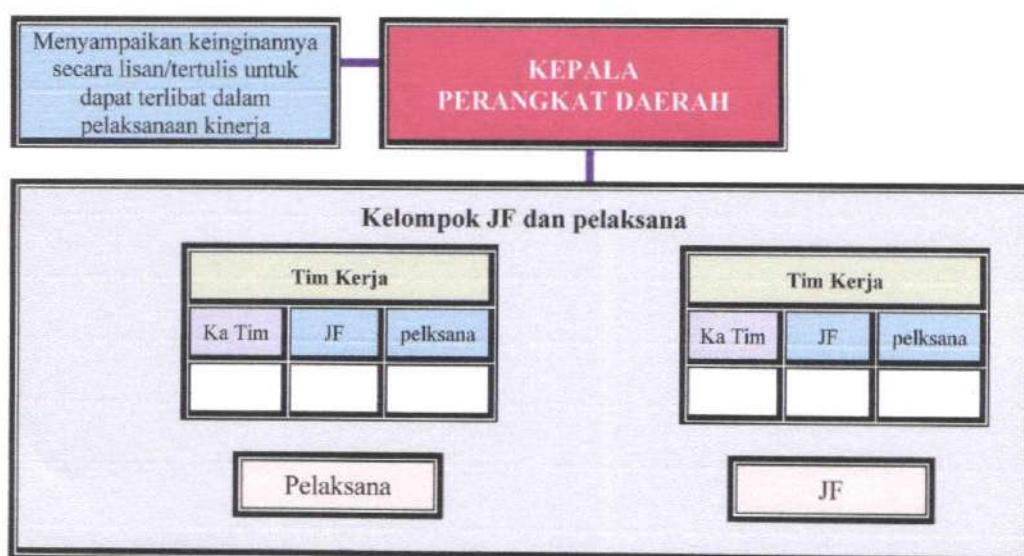 Menyampaikan keinginannya
secara lisan/tertulis untuk
dapat terlibat dalam
pelaksanaan kinerja
KEPALA
PERANGKAT DAERAH
Kelompok JF dan pelaksana
Tim Kerja
Ka Tim JF pelksana
Tim Kerja
Ka Tim JF pelksana
Pelaksana
JF